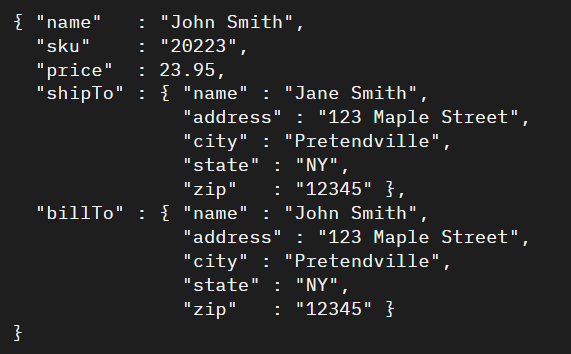 { "name"   : "John Smith",
  "sku"    : "20223",
  "price"  : 23.95,
  "shipTo" : { "name" : "Jane Smith",
               "address" : "123 Maple Street",
               "city" : "Pretendville",
               "state" : "NY",
               "zip"   : "12345" },
  "billTo" : { "name" : "John Smith",
               "address" : "123 Maple Street",
               "city" : "Pretendville",
               "state" : "NY",
               "zip"   : "12345" }
}